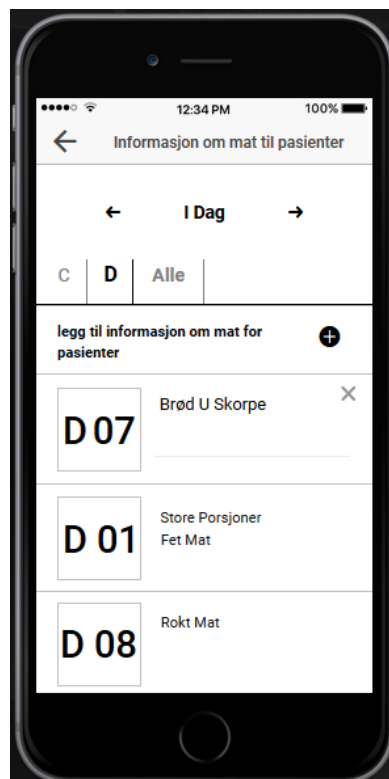 12:34 PM 100%
Informasjon om mat til pasienter
I Dag
C D Alle
legg til informasjon om mat for
pasienter
D 07
Brød U Skorpe
D 01
Store Porsjoner
Fet Mat
D 08
Rokt Mat